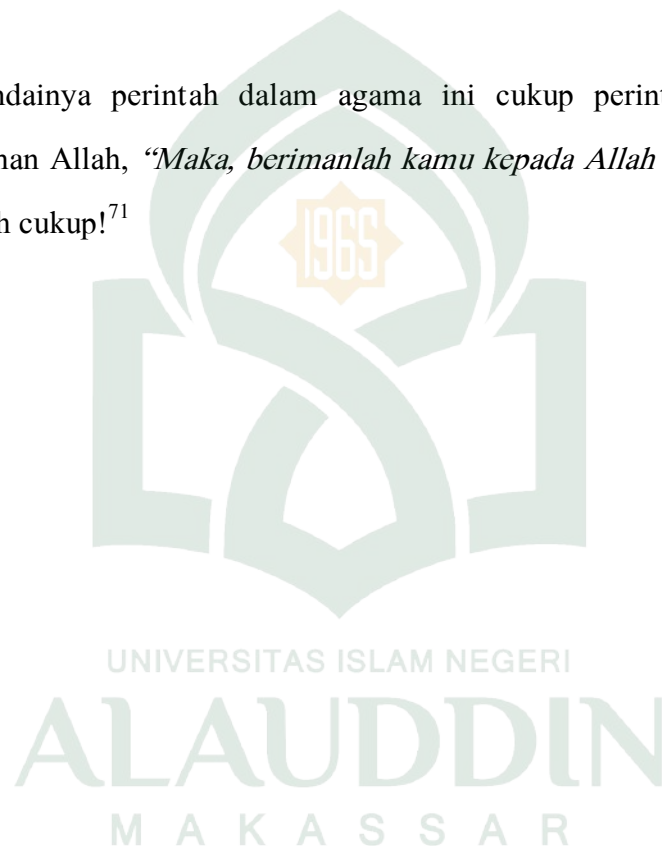 ndainya perintah dalam agama ini cukup perin
nan Allah, “Maka, berimanlah kamu kepada Allah
h cukup!71
1965
UNIVERSITAS ISLAM NEGERI
ALAUDDIN
MAKASSAR